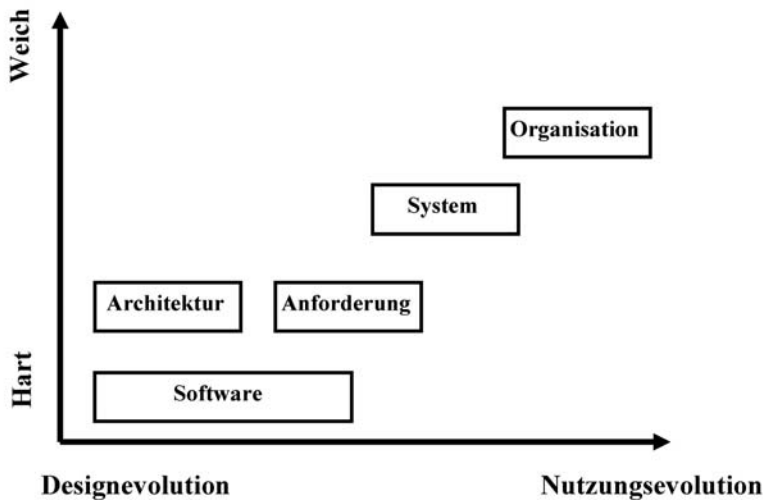 Weich
Organisation
System
Architektur
Anforderung
Hart
Software
Designevolution
Nutzungsevolution